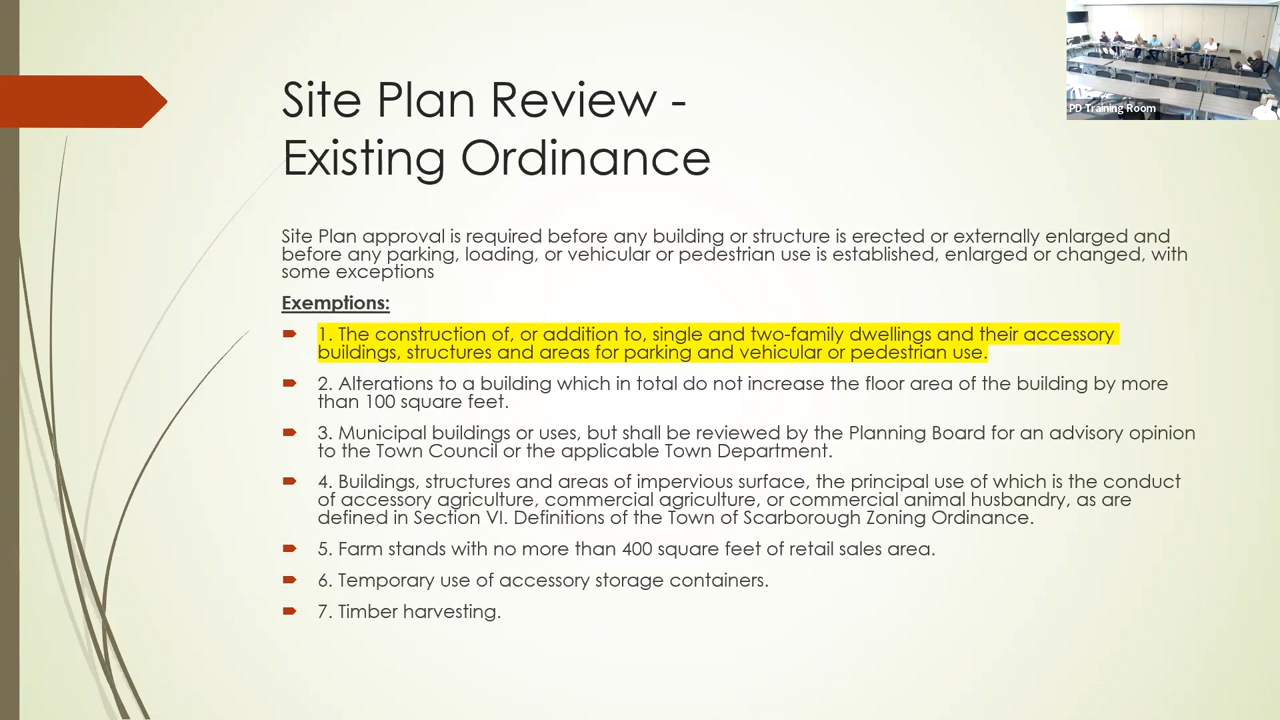 PD Training Room
Site Plan Review -
Existing Ordinance
Site Plan approval is required before any building or structure is erected or externally enlarged and
before any parking, loading, or vehicular or pedestrian use is established, enlarged or changed, with
some exceptions
Exemptions:
1. The construction of, or addition to, single and two-family dwellings and their accessory
buildings, structures and areas for parking and vehicular or pedestrian use.
2. Alterations to a building which in total do not increase the floor area of the building by more
than 100 square feet.
3. Municipal buildings or uses, but shall be reviewed by the Planning Board for an advisory opinion
to the Town Council or the applicable Town Department.
4. Buildings, structures and areas of impervious surface, the principal use of which is the conduct
of accessory agriculture, commercial agriculture, or commercial animal husbandry, as are
defined in Section VI. Definitions of the Town of Scarborough Zoning Ordinance.
5. Farm stands with no more than 400 square feet of retail sales area.
6. Temporary use of accessory storage containers.
7. Timber harvesting.